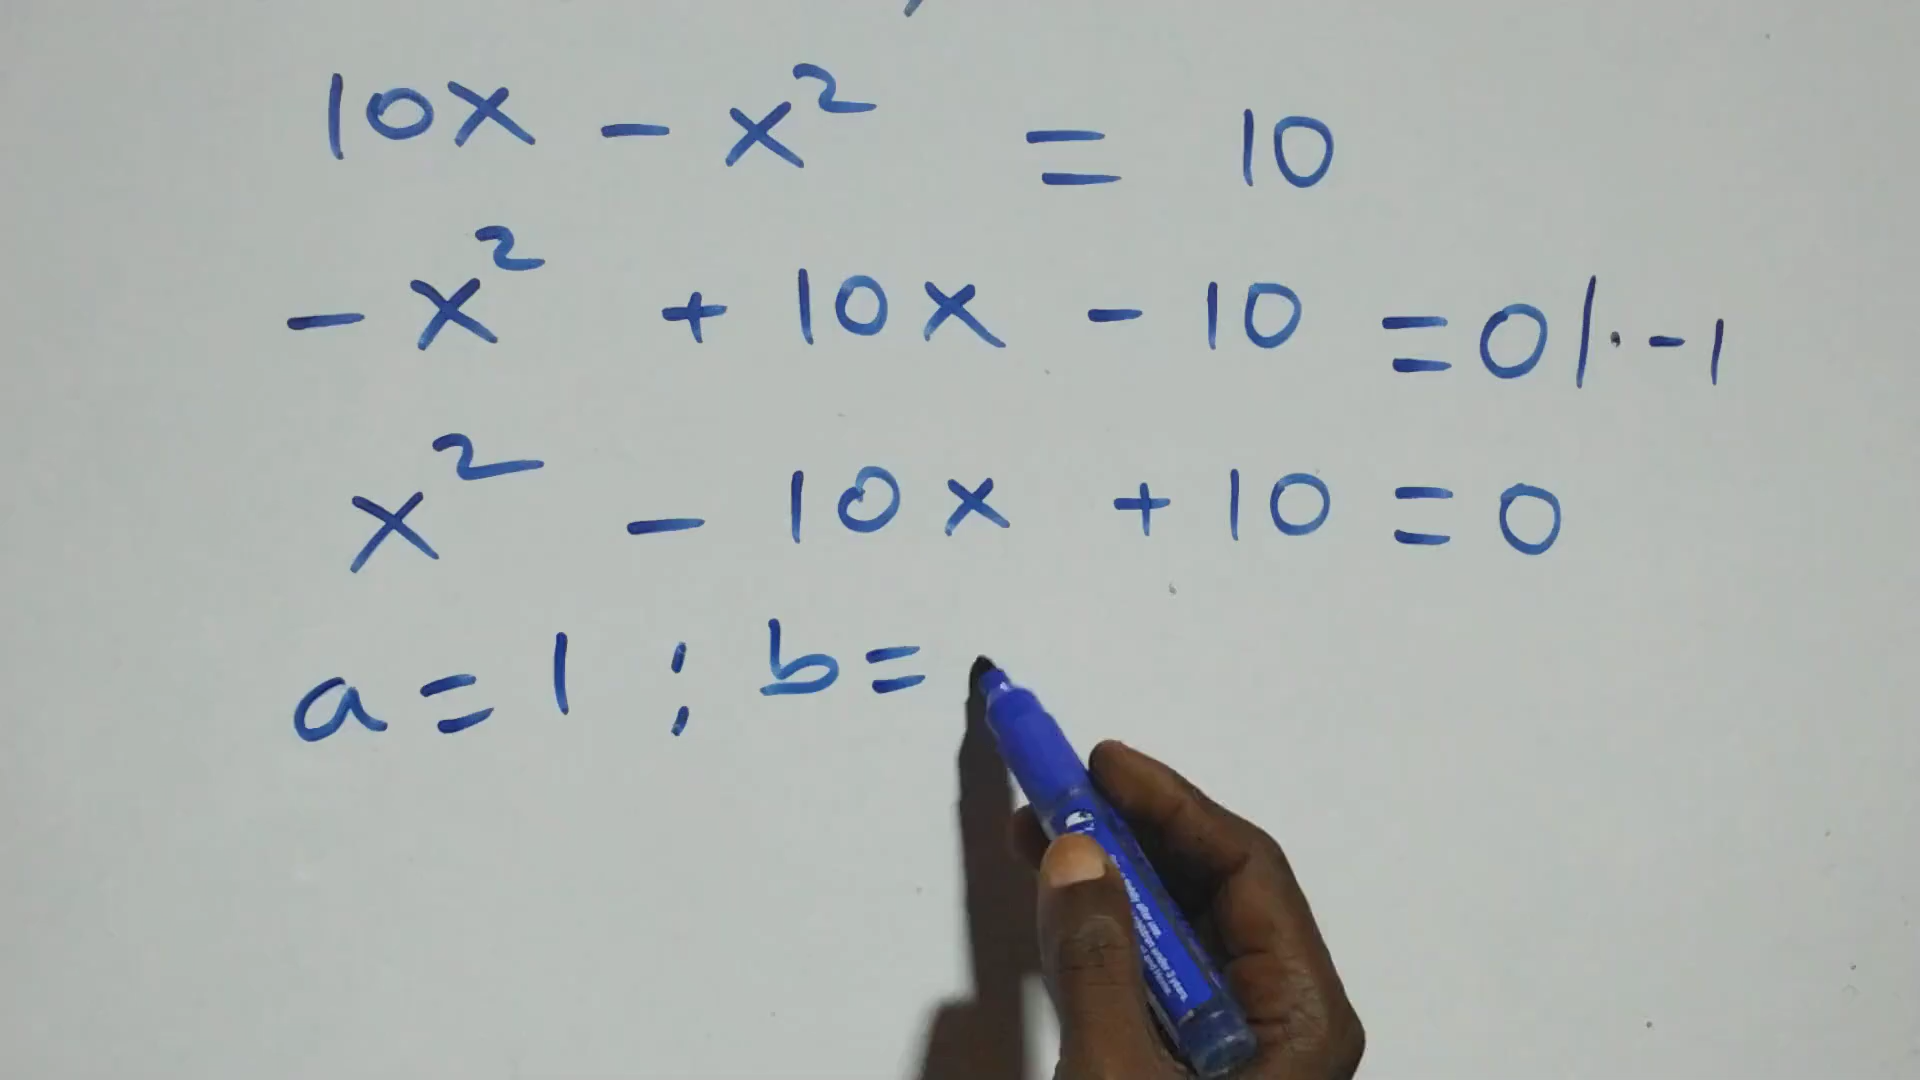 10x - x² = 10
- x² + 10x - 10 = 0 / · - 1
x² - 10x + 10 = 0
a = 1 ; b =